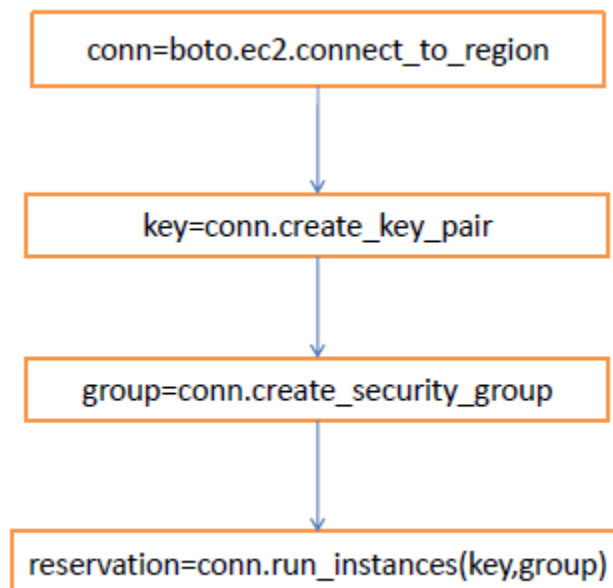 conn=boto.ec2.connect_to_region
key=conn.create_key_pair
group=conn.create_security_group
reservation=conn.run_instances(key,group)